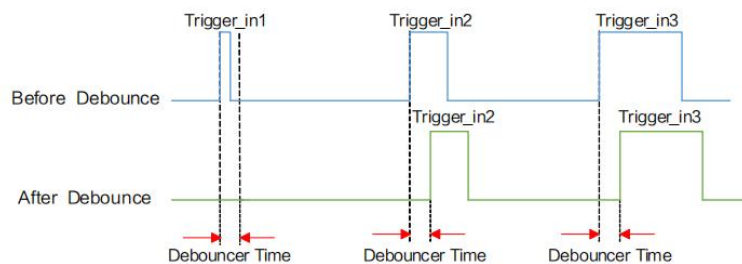 Trigger_in1 Trigger_in2 Trigger_in3
Before Debounce
Trigger_in2 Trigger_in3
After Debounce
Debouncer Time Debouncer Time Debouncer Time